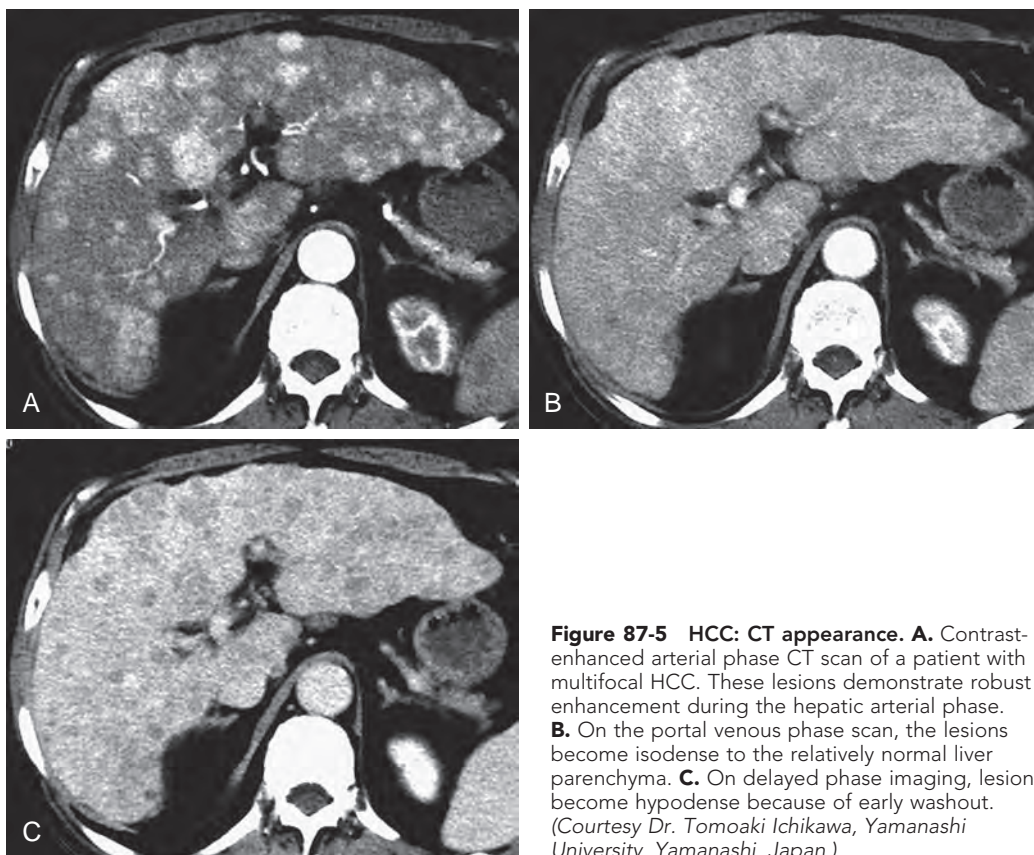 A
B
C
Figure 87-5 HCC: CT appearance. A. Contrast-
enhanced arterial phase CT scan of a patient with
multifocal HCC. These lesions demonstrate robust
enhancement during the hepatic arterial phase.
B. On the portal venous phase scan, the lesions
become isodense to the relatively normal liver
parenchyma. C. On delayed phase imaging, lesion
become hypodense because of early washout.
(Courtesy Dr. Tomoaki Ichikawa, Yamanashi
University, Yamanashi, Japan.)